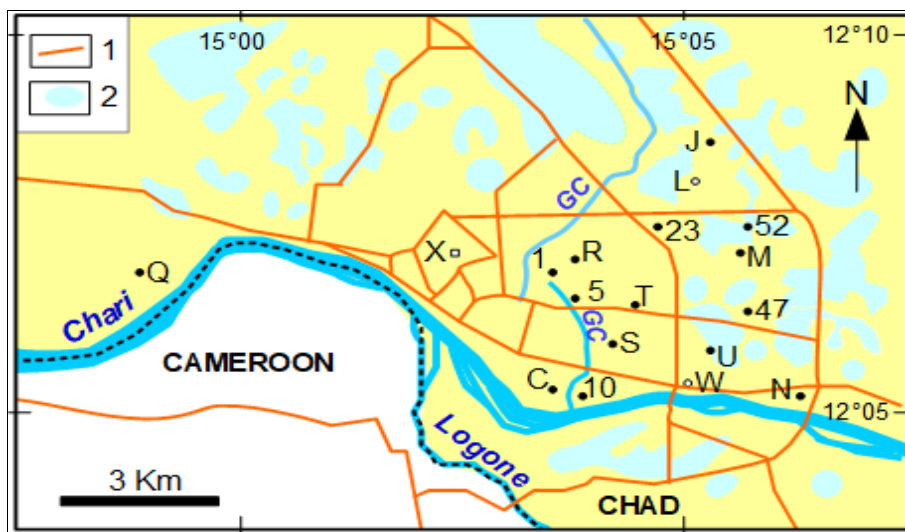 1
2
15°00
15°05
12°10
N
J
L
GC
23
52
X
R
M
1
Q
5
T
47
GC
Chari
S
U
CAMEROON
C
10
W
N
12°05
Logone
3 Km
CHAD